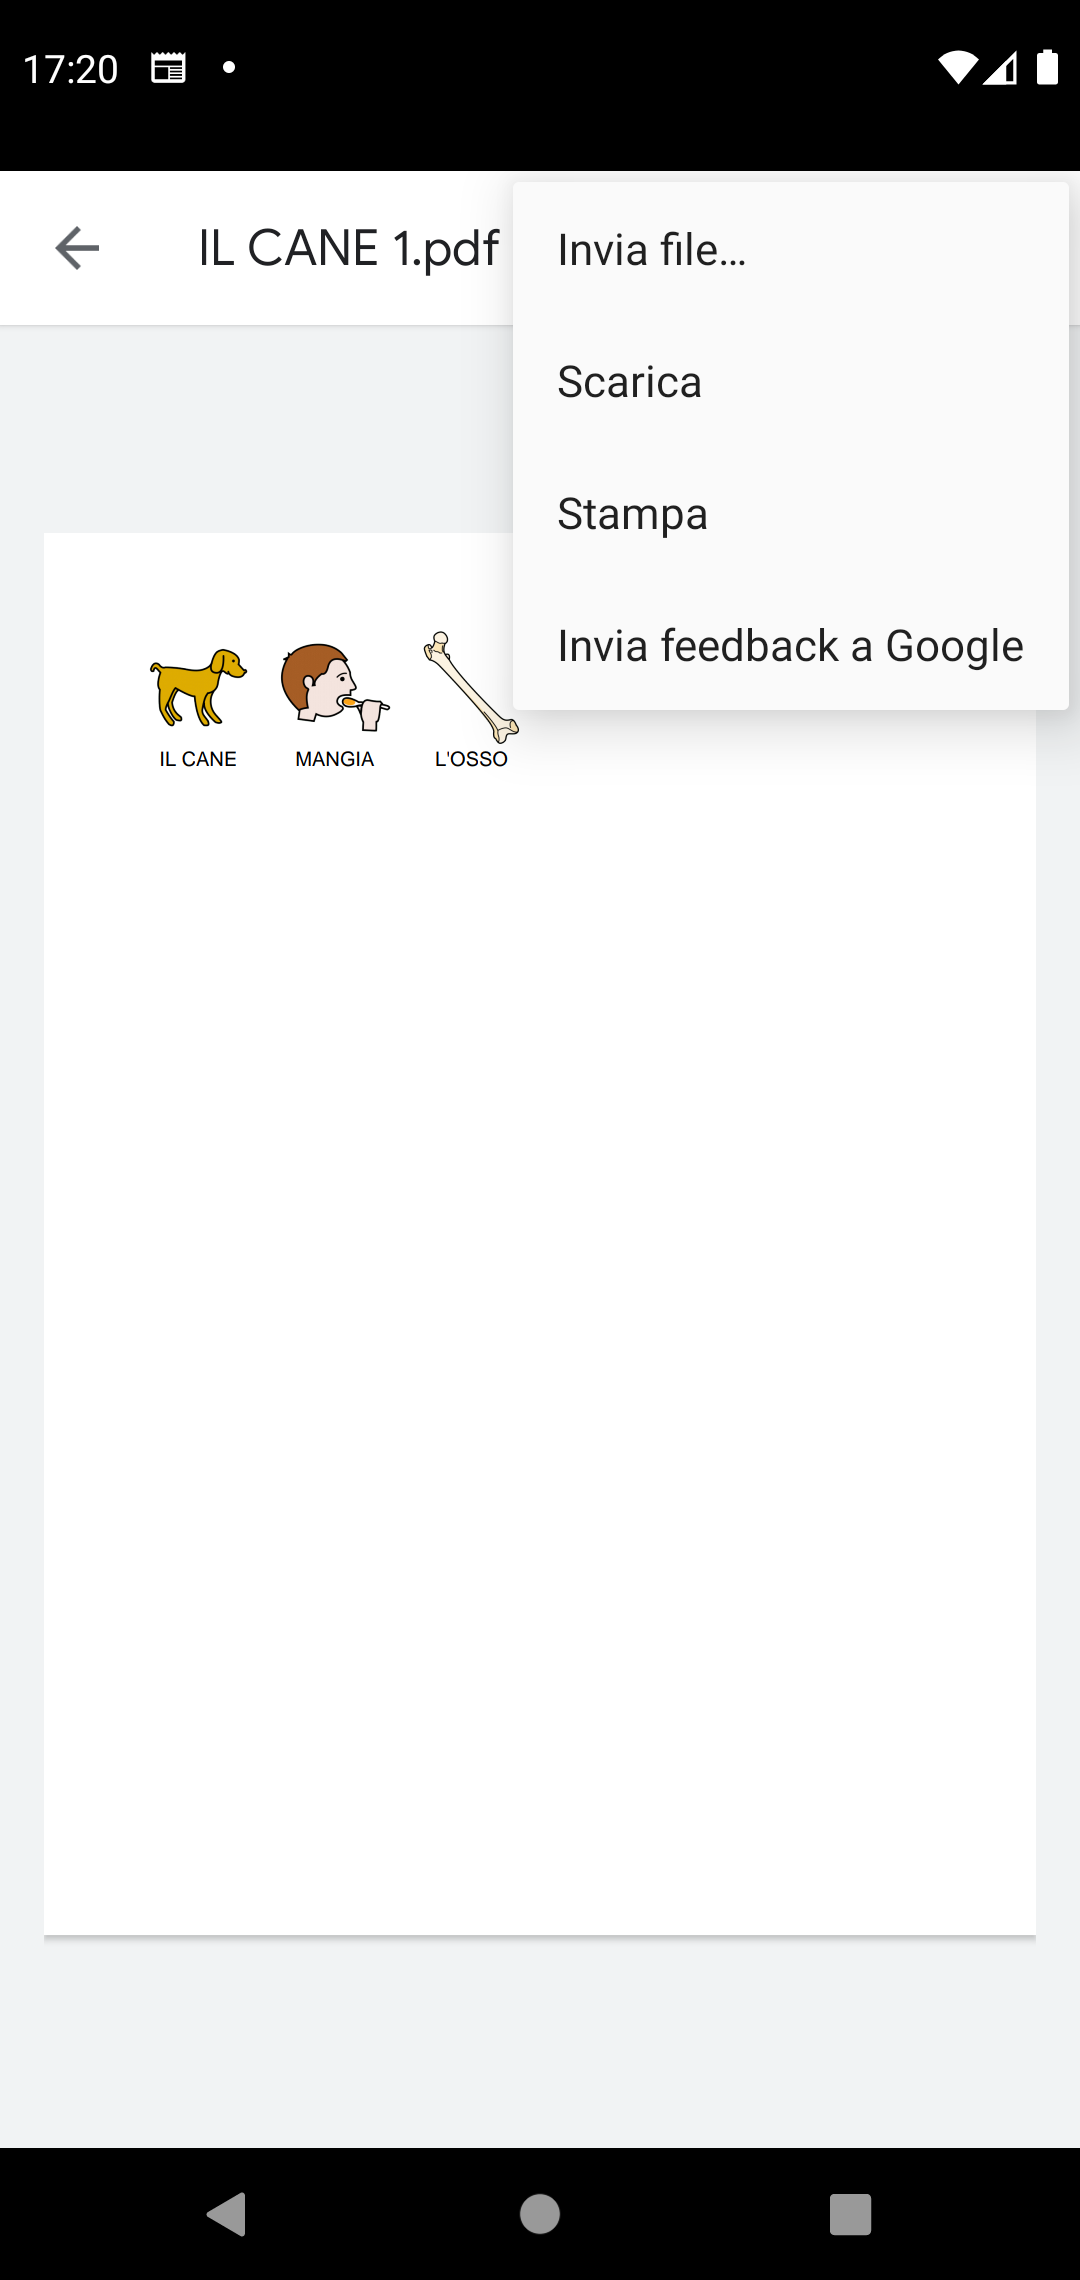 17:20
IL CANE 1.pdf
Invia file…
Scarica
Stampa
Invia feedback a Google
IL CANE MANGIA L'OSSO